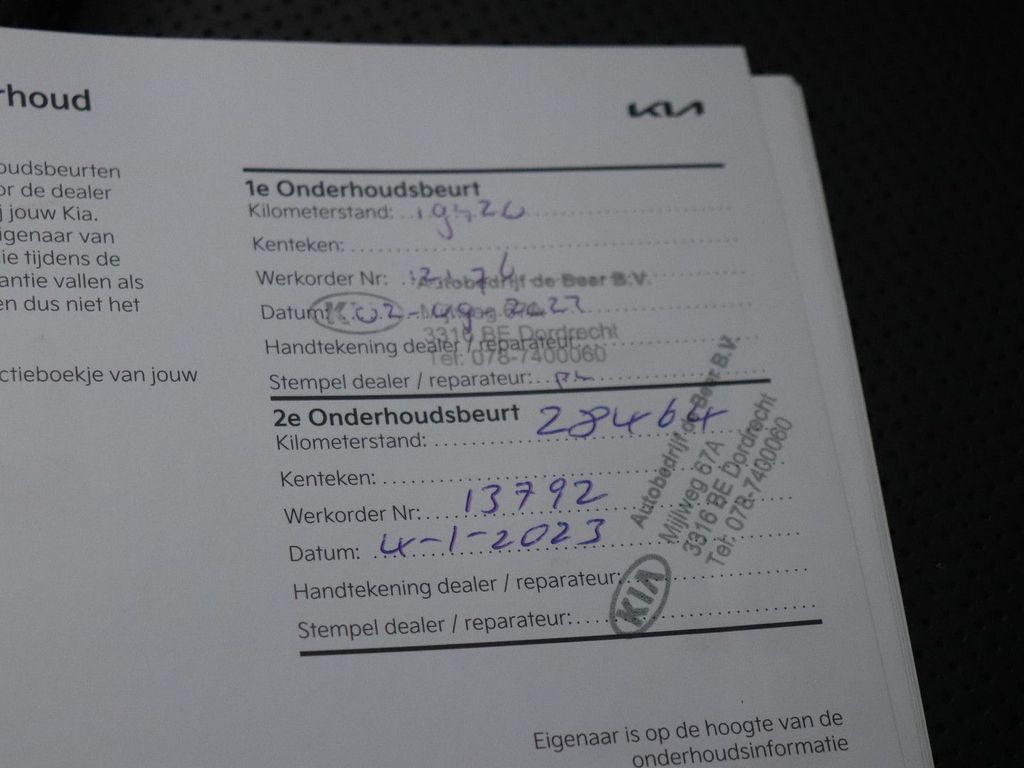 rhoud
KIA
oudsbeurten
or de dealer
j jouw Kia.
igenaar van
ie tijdens de
antie vallen als
en dus niet het
ctieboekje van jouw
1e Onderhoudsbeurt
Kilometerstand:
Kenteken:
Werkorder Nr:
Datum:
Handtekening dealer / reparateur:
Stempel dealer / reparateur:
Autobedrijf de Beer B.V.
3316 BE Dordrecht
Tel: 078-7400060
2e Onderhoudsbeurt
Kilometerstand: 28464
Kenteken:
Werkorder Nr: 13792
Datum: 4-1-2023
Handtekening dealer / reparateur:
Stempel dealer / reparateur:
KIA
Autobedrijf de Beer B.V.
Mijlweg 67A
3316 BE Dordrecht
Tel: 078-7400060
Eigenaar is op de hoogte van de
onderhoudsinformatie